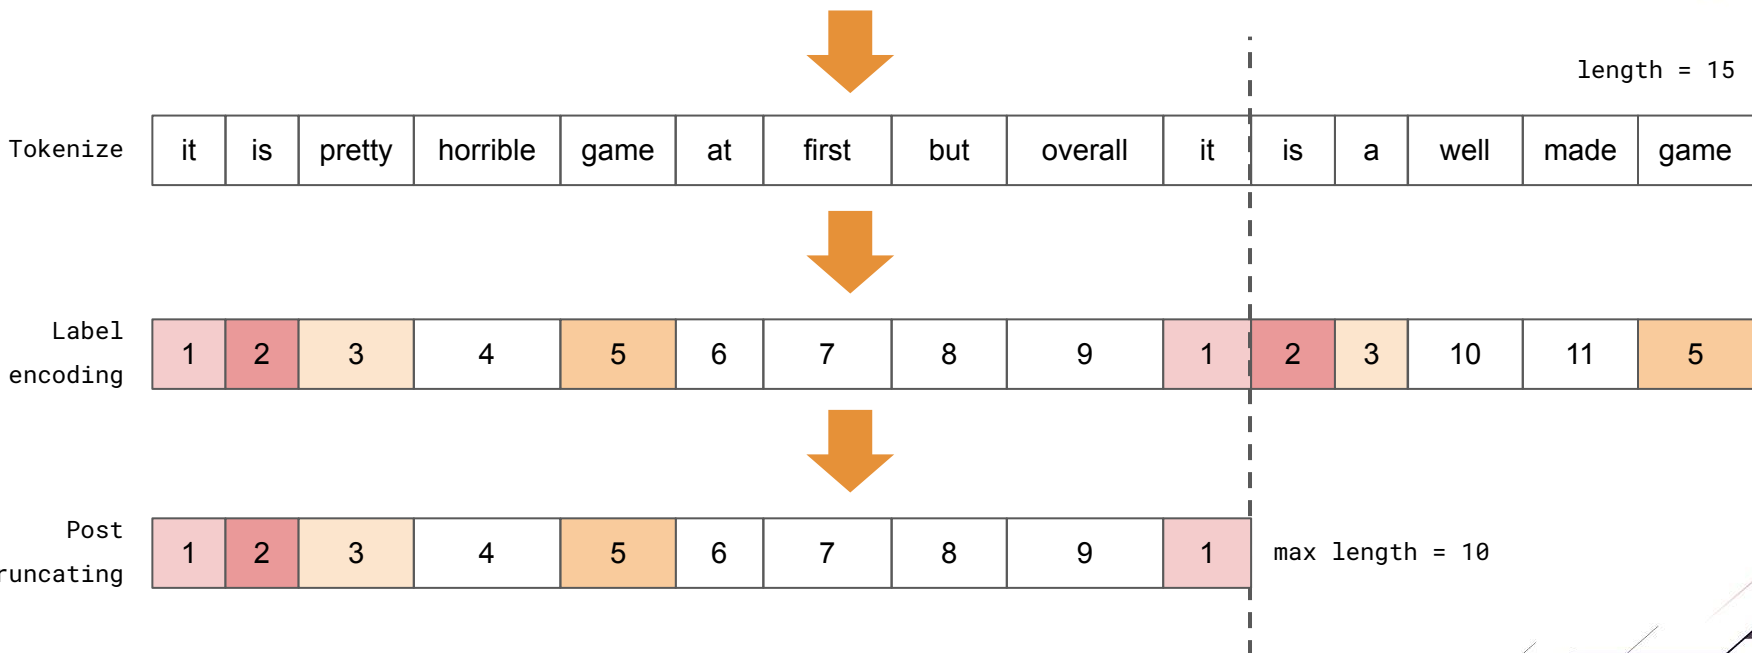 length = 15
Tokenize it is pretty horrible game at first but overall it is a well made game
Label
encoding
1 2 3 4 5 6 7 8 9 1 2 3 10 11 5
Post
runcating
1 2 3 4 5 6 7 8 9 1 max length = 10